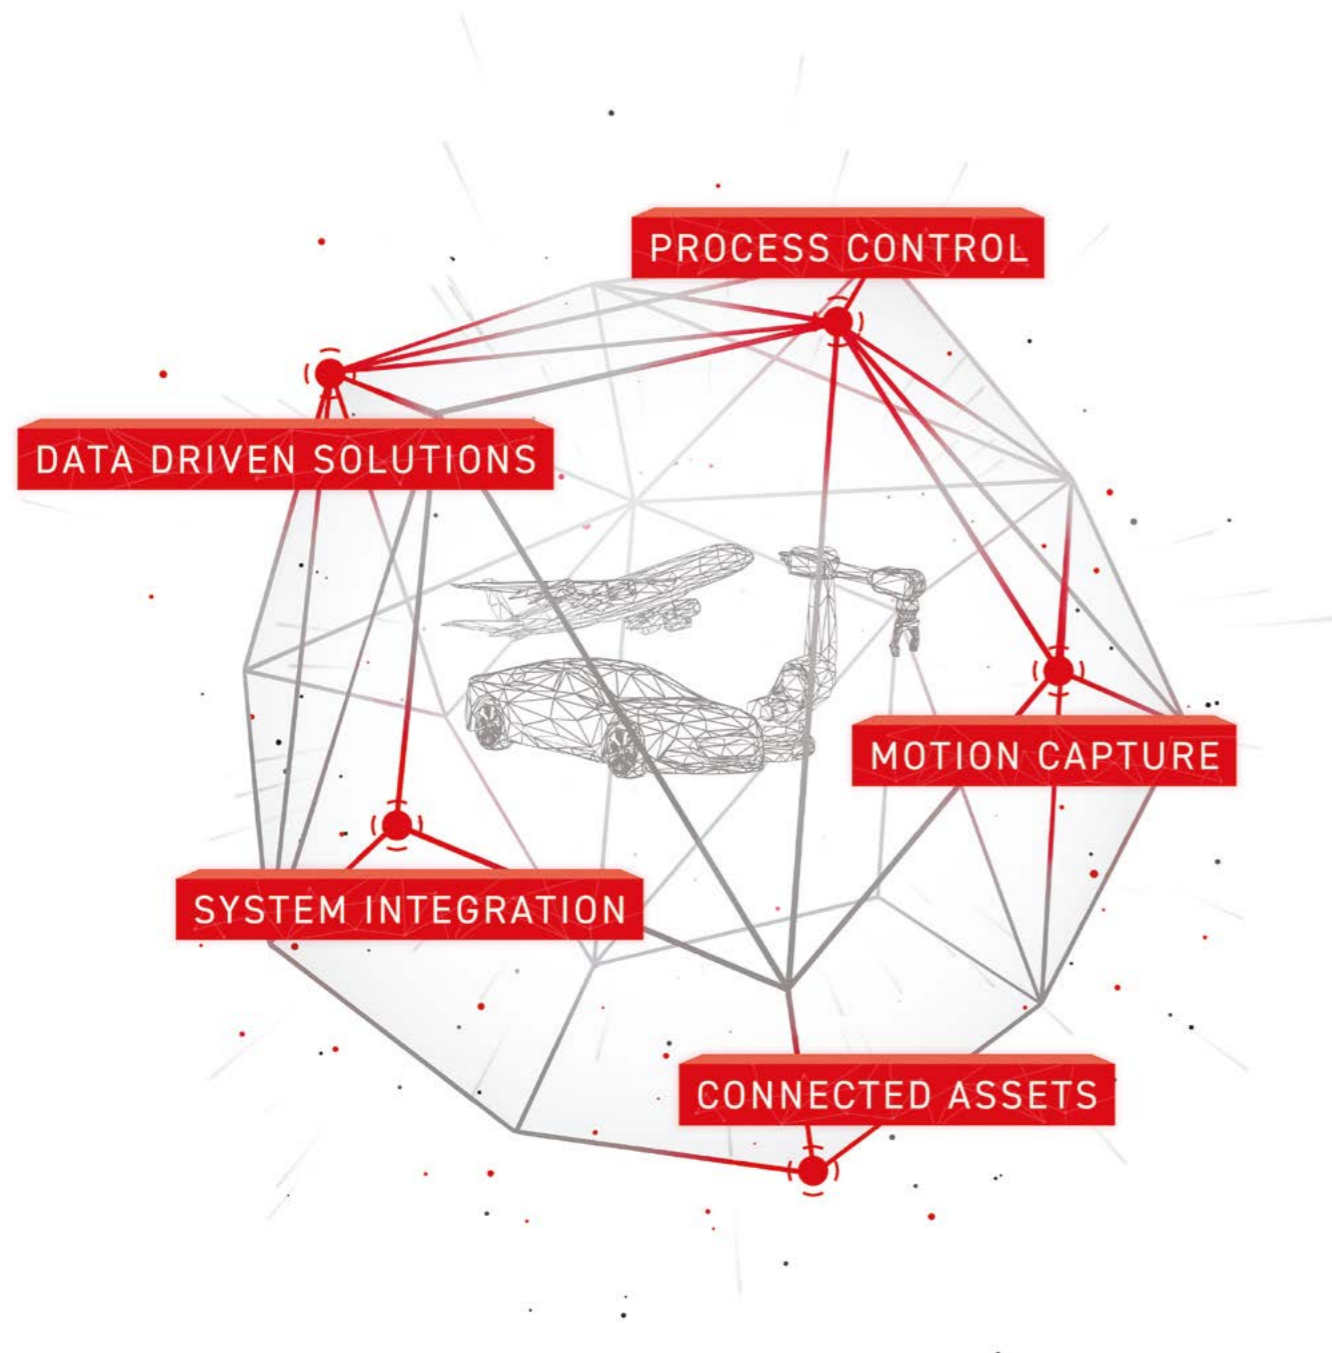 PROCESS CONTROL
DATA DRIVEN SOLUTIONS
MOTION CAPTURE
SYSTEM INTEGRATION
CONNECTED ASSETS